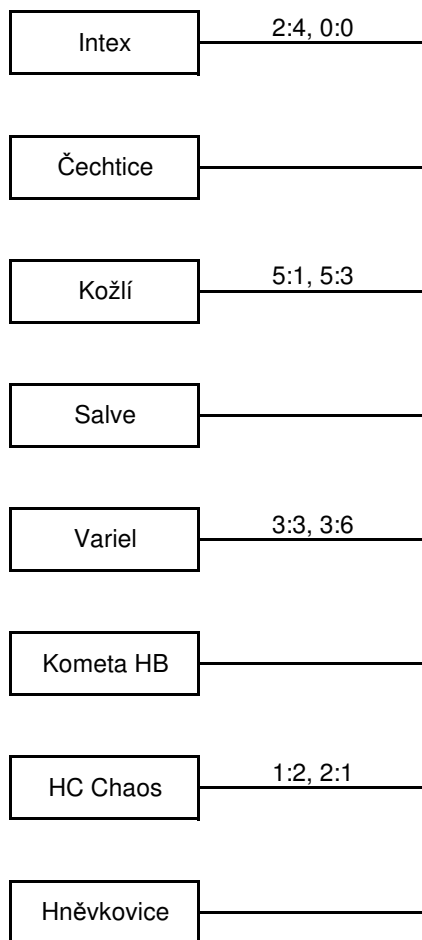 Intex 2:4, 0:0
Čechtice
Kožlí 5:1, 5:3
Salve
Variel 3:3, 3:6
Kometa HB
HC Chaos 1:2, 2:1
Hněvkovice